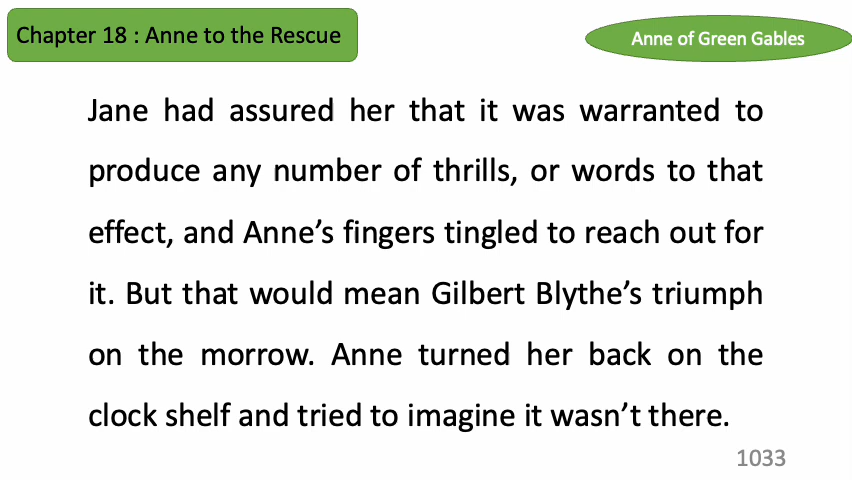 Chapter 18 : Anne to the Rescue
Anne of Green Gables
Jane had assured her that it was warranted to
produce any number of thrills, or words to that
effect, and Anne’s fingers tingled to reach out for
it. But that would mean Gilbert Blythe’s triumph
on the morrow. Anne turned her back on the
clock shelf and tried to imagine it wasn’t there.
1033